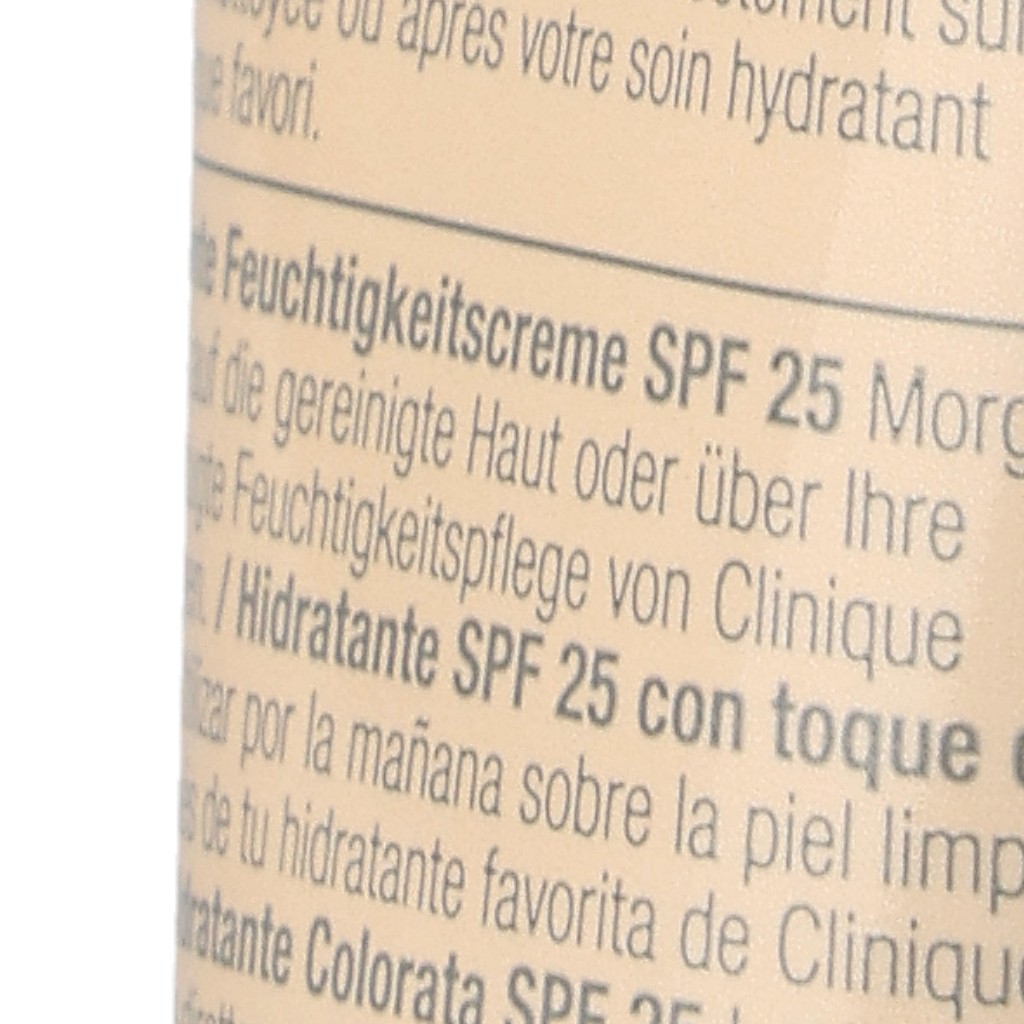 ou après votre soin hydratant
favori.
Feuchtigkeitscreme SPF 25
die gereinigte Haut oder über Ihre
Feuchtigkeitspflege von Clinique
/ Hidratante SPF 25 con toque
por la mañana sobre la piel
de tu hidratante favorita de Clinique
Colorata SPF 25